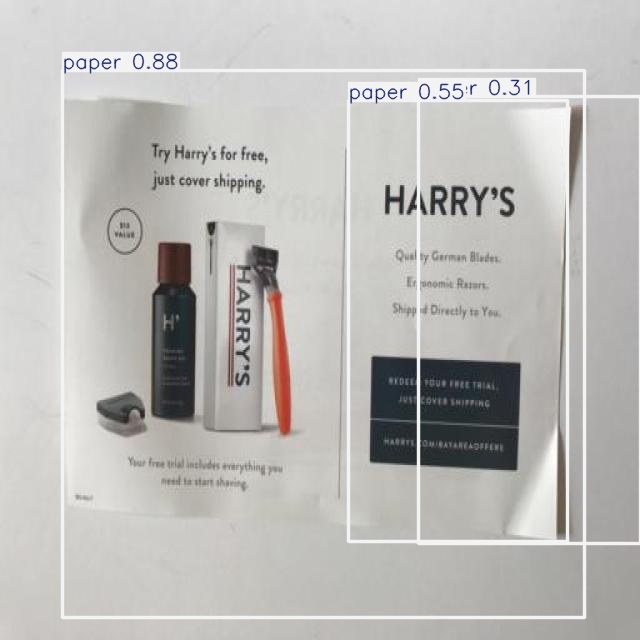 paper 0.88
paper 0.55
r 0.31
Try Harry's for free,
just cover shipping.
$13
VALUE
H'
HARRY'S
Your free trial includes everything you
need to start shaving.
HARRY'S
Quality German Blades.
Ergonomic Razors.
Shipped Directly to You.
REDEEM YOUR FREE TRIAL,
JUST COVER SHIPPING
HARRYS.COM/BAYAREAOFFERS